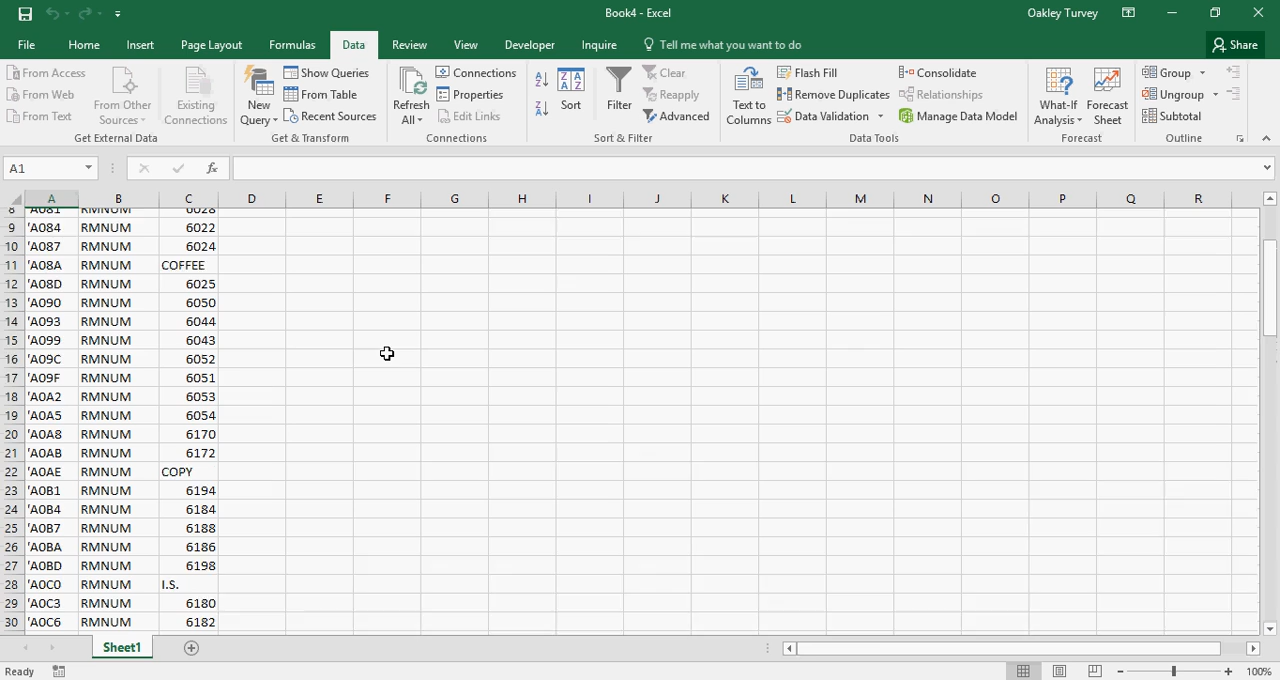 Book4 - Excel
Oakley Turvey
File Home Insert Page Layout Formulas Data Review View Developer Inquire Tell me what you want to do Share
From Access
From Web
From Text
From Other Sources
Existing Connections
Get External Data
New Query
Show Queries
From Table
Recent Sources
Get & Transform
Refresh All
Connections
Properties
Edit Links
Connections
Sort
Filter
Clear
Reapply
Advanced
Sort & Filter
Text to Columns
Flash Fill
Remove Duplicates
Data Validation
Consolidate
Relationships
Manage Data Model
Data Tools
What-If Analysis
Forecast Sheet
Forecast
Group
Ungroup
Subtotal
Outline
A1 fx
A B C D E F G H I J K L M N O P Q R
8 'A081 RMNUM 6028
9 'A084 RMNUM 6022
10 'A087 RMNUM 6024
11 'A08A RMNUM COFFEE
12 'A08D RMNUM 6025
13 'A090 RMNUM 6050
14 'A093 RMNUM 6044
15 'A099 RMNUM 6043
16 'A09C RMNUM 6052
17 'A09F RMNUM 6051
18 'A0A2 RMNUM 6053
19 'A0A5 RMNUM 6054
20 'A0A8 RMNUM 6170
21 'A0AB RMNUM 6172
22 'A0AE RMNUM COPY
23 'A0B1 RMNUM 6194
24 'A0B4 RMNUM 6184
25 'A0B7 RMNUM 6188
26 'A0BA RMNUM 6186
27 'A0BD RMNUM 6198
28 'A0C0 RMNUM I.S.
29 'A0C3 RMNUM 6180
30 'A0C6 RMNUM 6182
Sheet1
Ready
100%